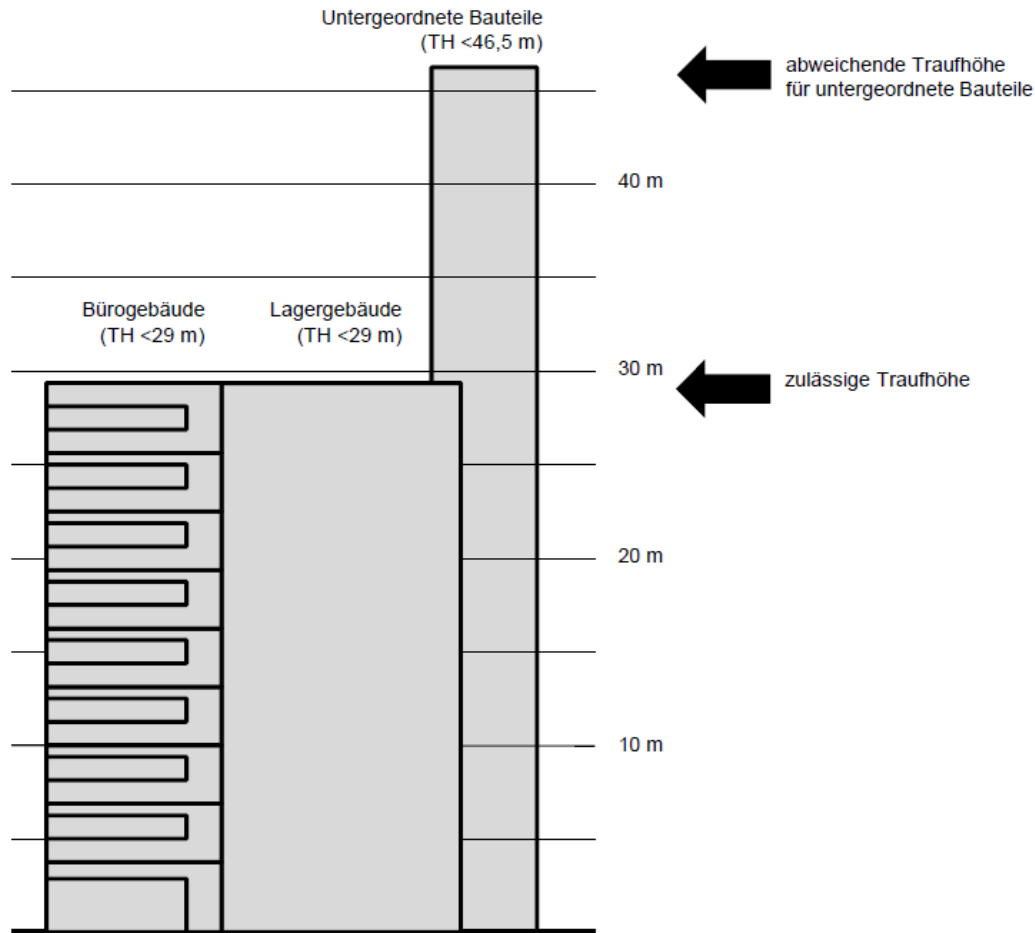 Untergeordnete Bauteile
(TH <46,5 m)
abweichende Traufhöhe
für untergeordnete Bauteile
40 m
Bürogebäude
(TH <29 m)
Lagergebäude
(TH <29 m)
30 m
zulässige Traufhöhe
20 m
10 m